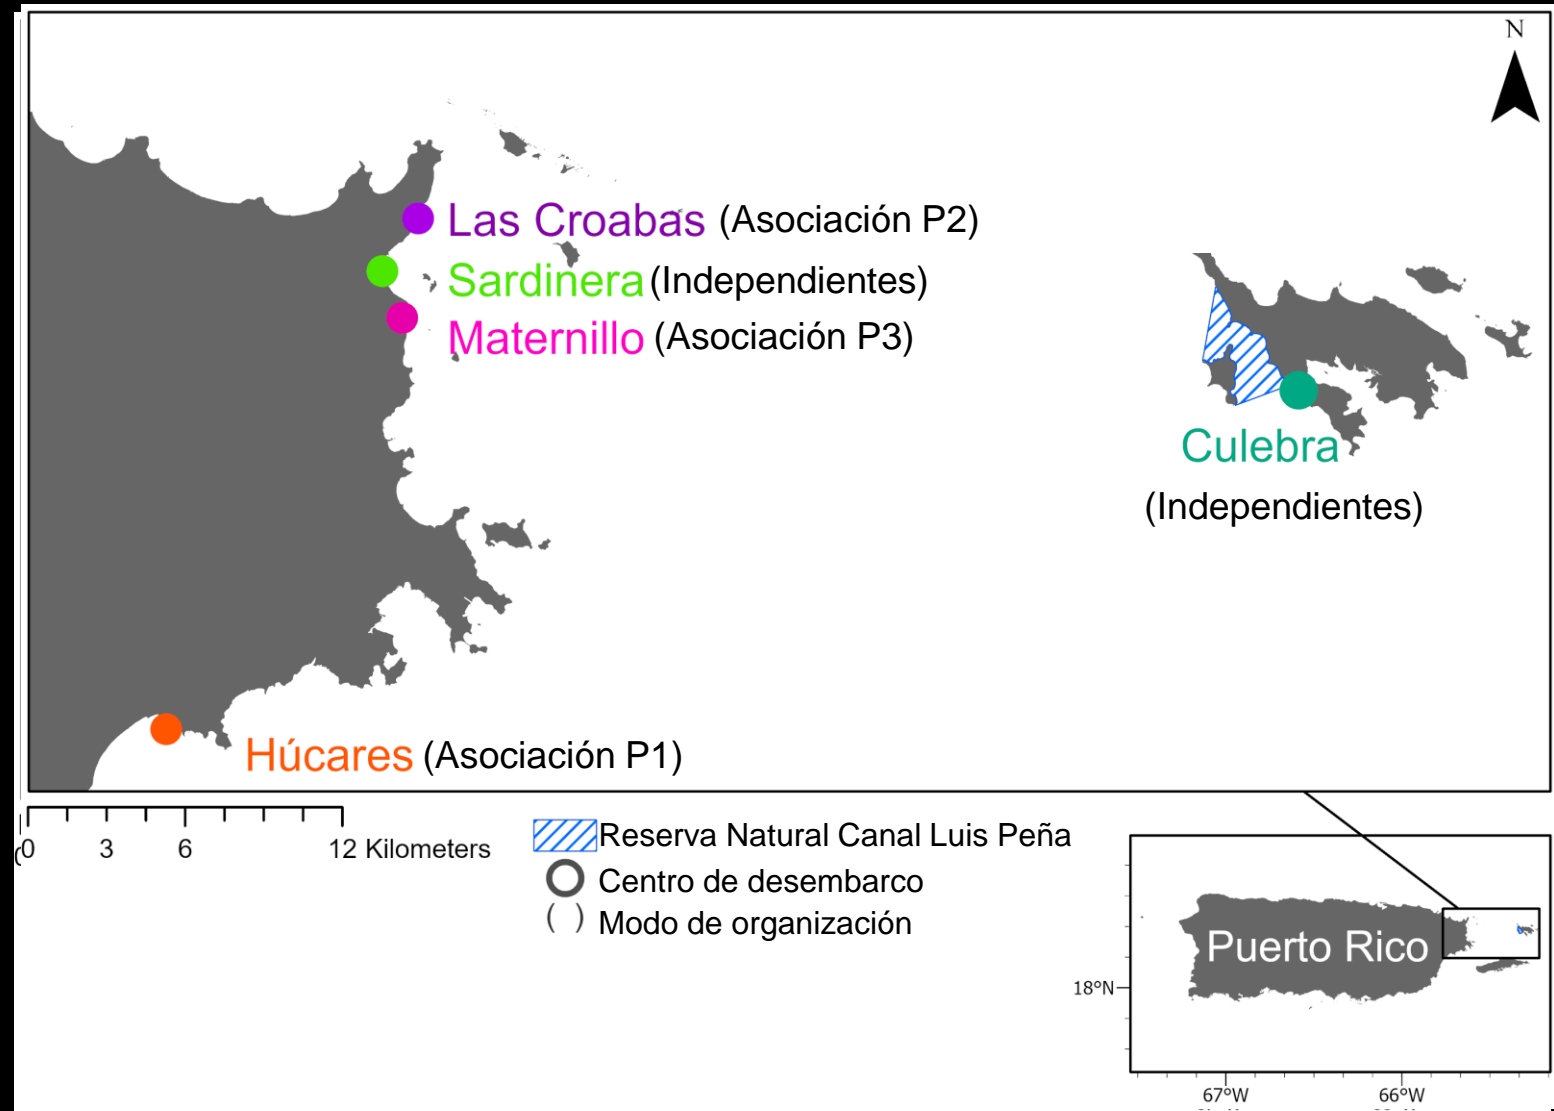 N
Las Croabas (Asociación P2)
Sardinera (Independientes)
Maternillo (Asociación P3)
Culebra
(Independientes)
Húcares (Asociación P1)
0 3 6 12 Kilometers
Reserva Natural Canal Luis Peña
Centro de desembarco
( ) Modo de organización
Puerto Rico
18°N
67°W 66°W